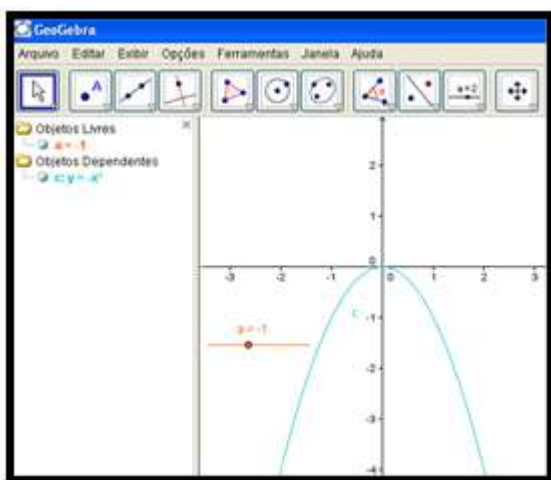 GeoGebra
Arquivo Editar Exibir Opções Ferramentas Janela Ajuda
A
a=2
Objetos Livres
a = -1
Objetos Dependentes
c: y = -x²
2
1
0
-3 -2 -1 0 1 2 3
c
-1
a = -1
-2
-3
-4